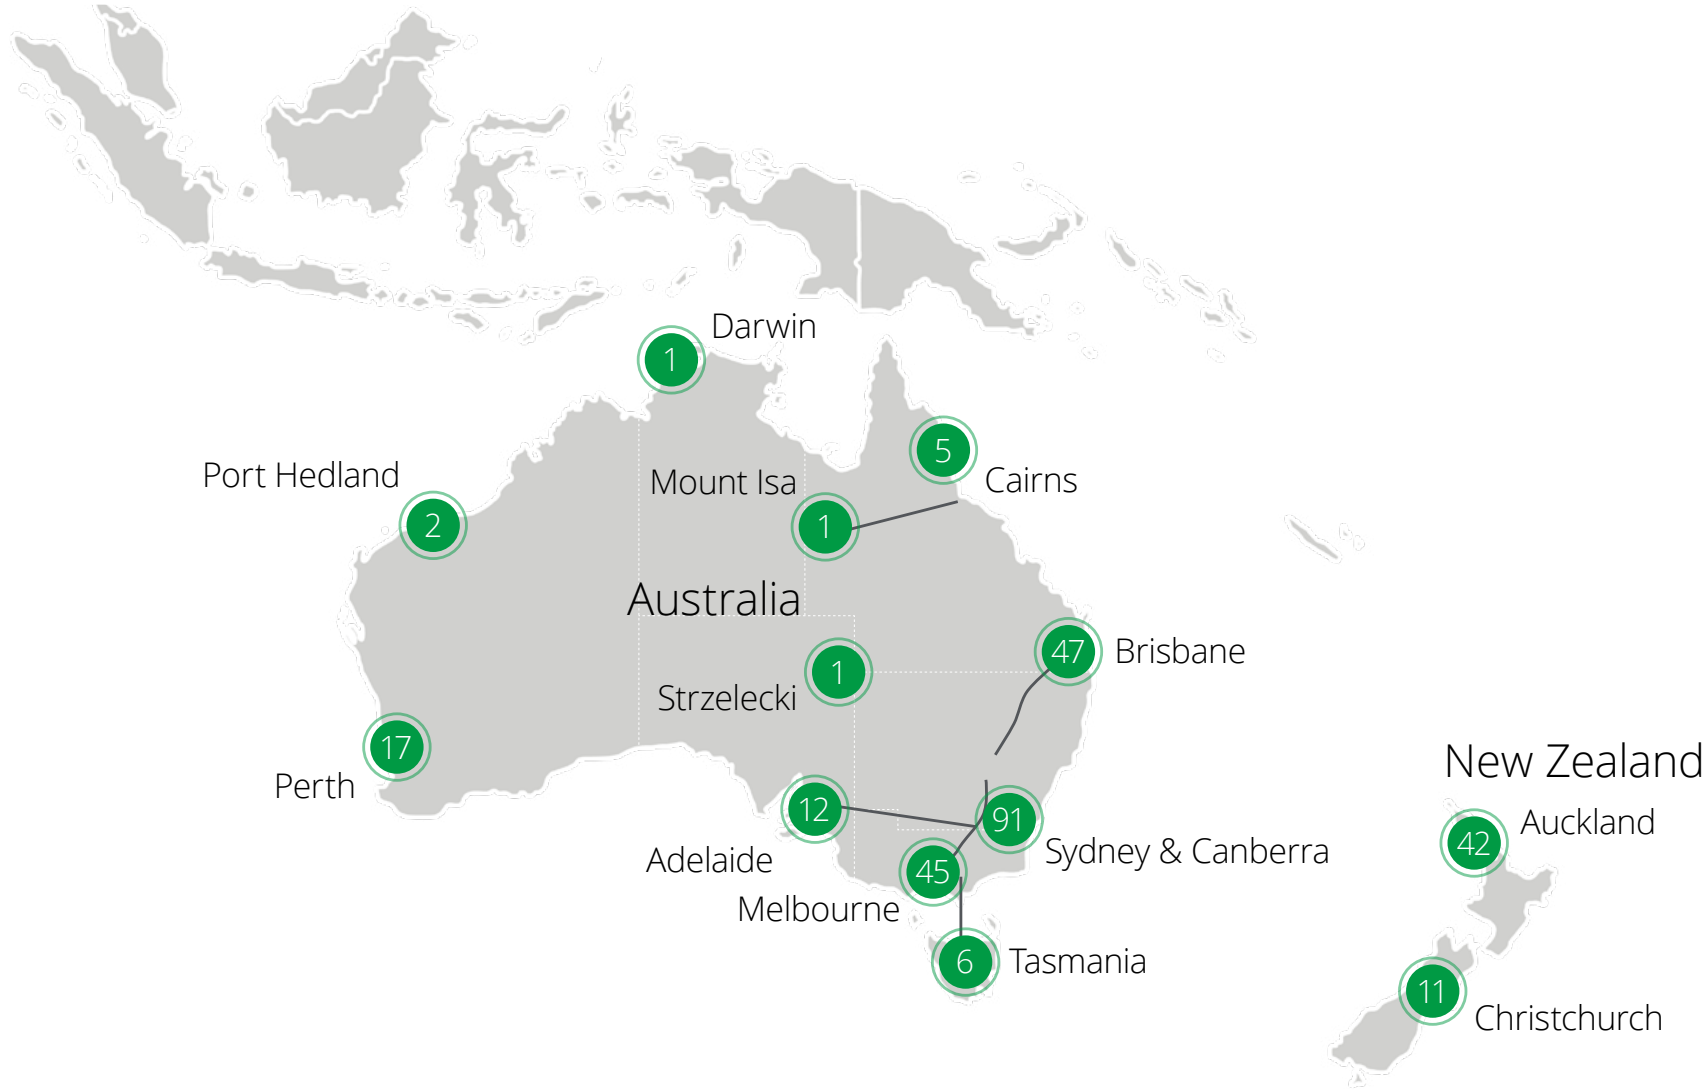 Darwin
1
5
Cairns
Port Hedland
2
Mount Isa
1
Australia
47
Brisbane
1
Strzelecki
17
Perth
New Zealand
12
91
Auckland
42
Adelaide
Sydney & Canberra
45
Melbourne
6
Tasmania
11
Christchurch